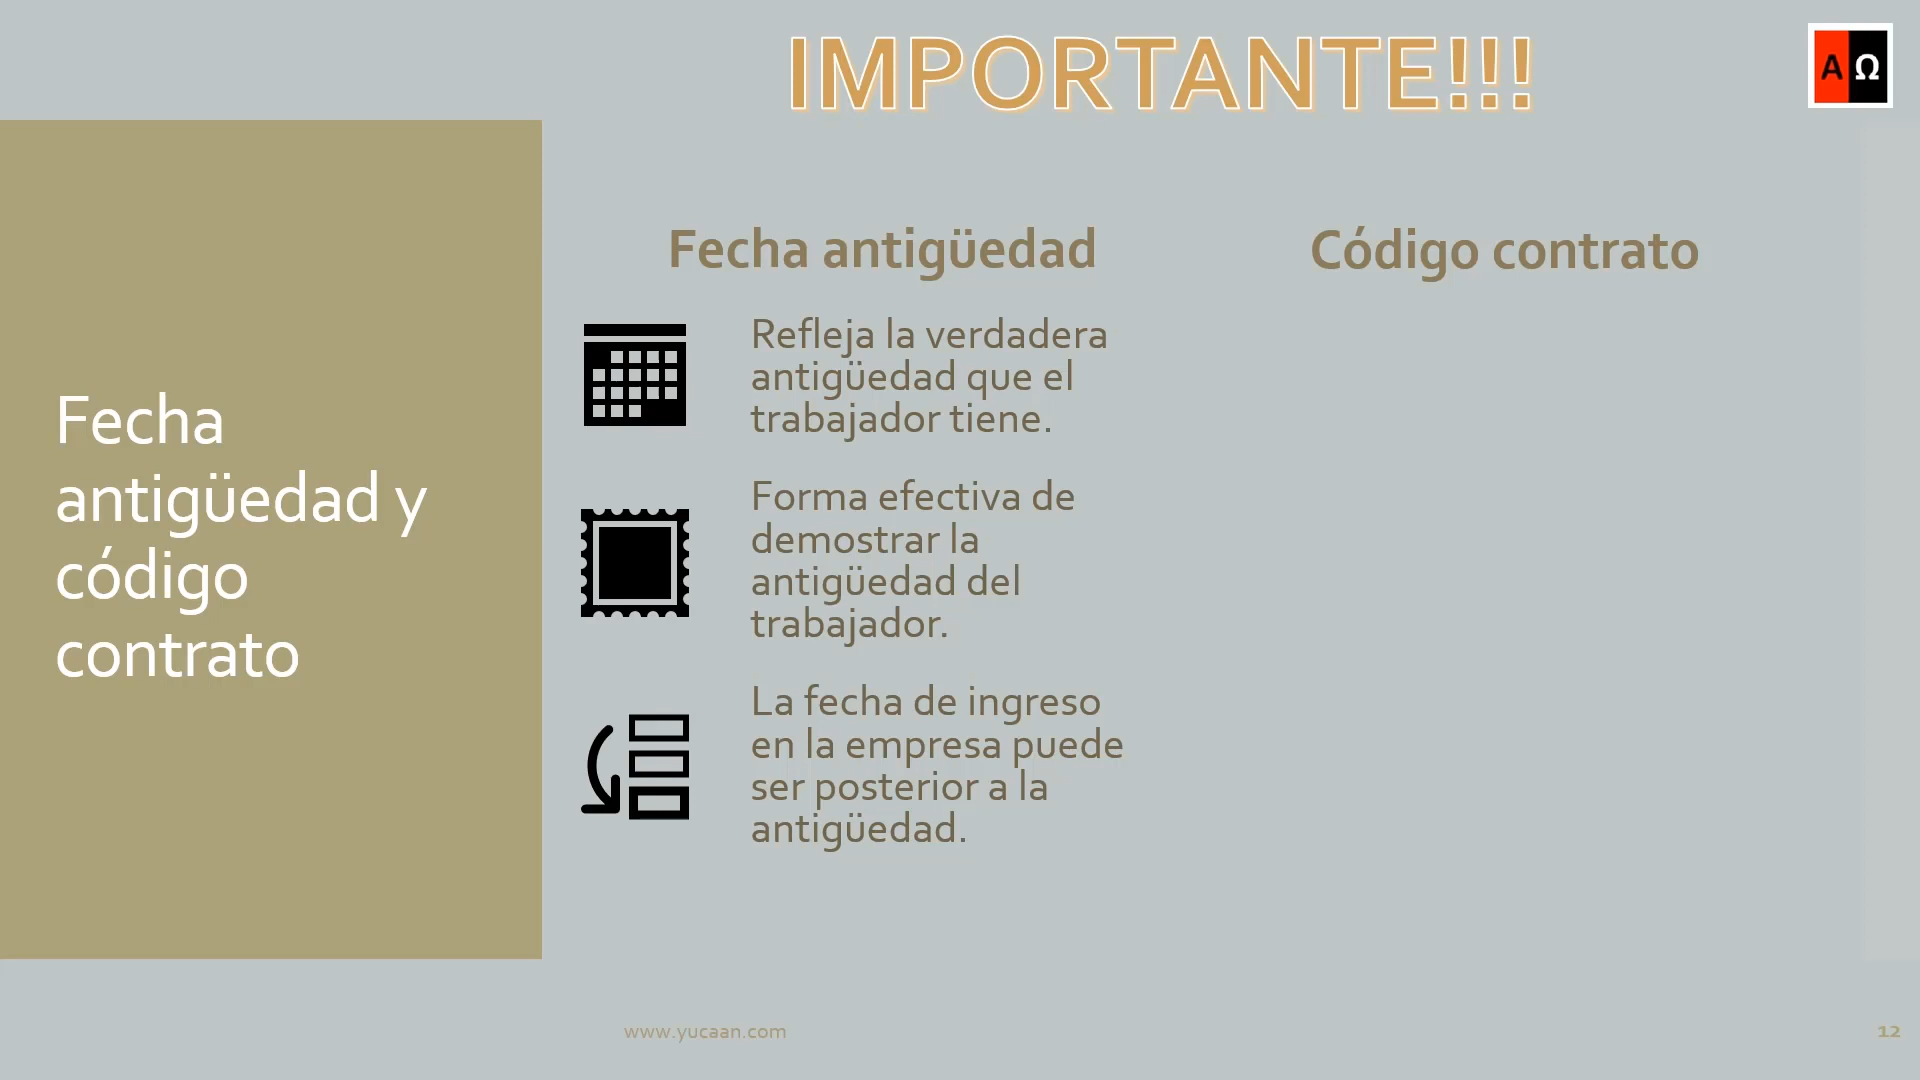 IMPORTANTE!!!
A Ω
Fecha
antigüedad y
código
contrato
Fecha antigüedad
Refleja la verdadera
antigüedad que el
trabajador tiene.
Forma efectiva de
demostrar la
antigüedad del
trabajador.
La fecha de ingreso
en la empresa puede
ser posterior a la
antigüedad.
Código contrato
www.yucaan.com
12